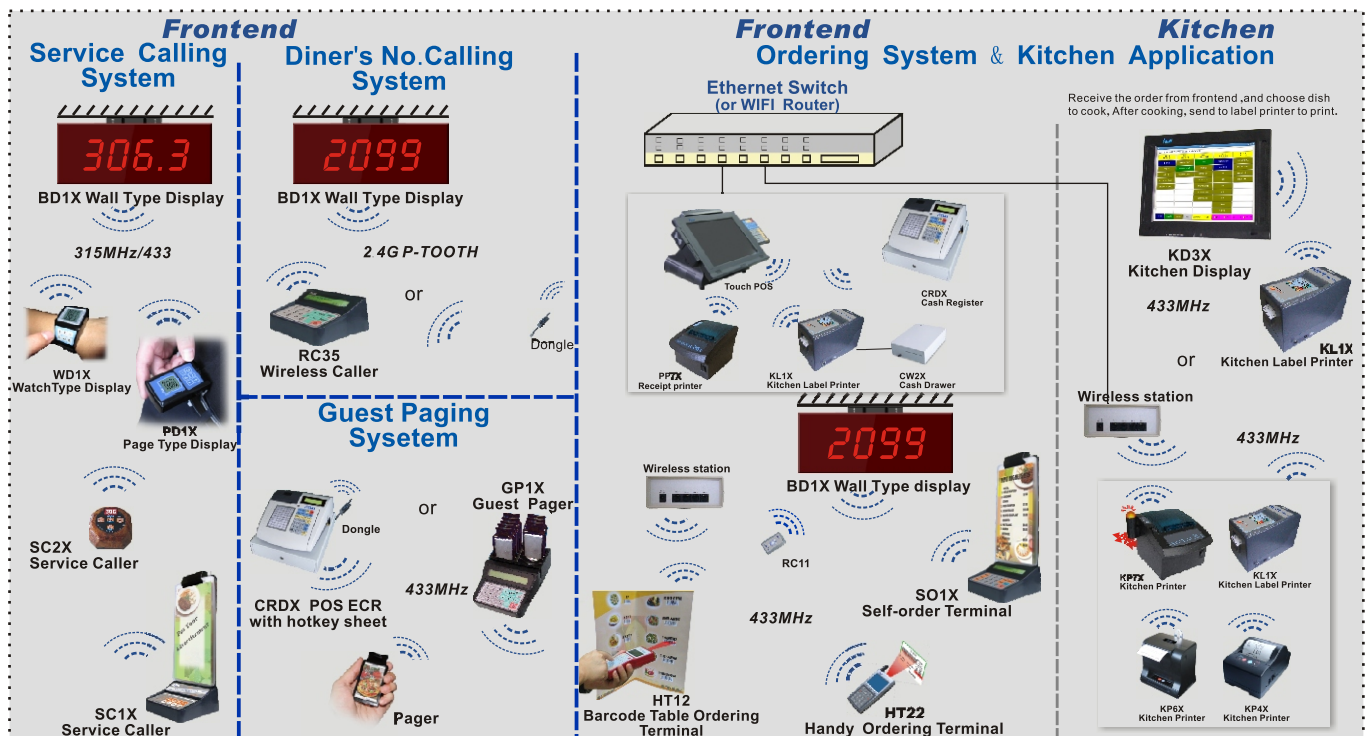 Frontend
Service Calling
System
306.3
BD1X Wall Type Display
315MHz/433
WD1X
WatchType Display
PD1X
Page Type Display
SC2X
Service Caller
SC1X
Service Caller
Diner's No.Calling
System
2099
BD1X Wall Type Display
2.4G P-TOOTH
or
RC35
Wireless Caller
Dongle
Guest Paging
Sysetem
or
GP1X
Guest Pager
Dongle
433MHz
CRDX POS ECR
with hotkey sheet
Pager
Frontend
Kitchen
Ordering System & Kitchen Application
Ethernet Switch
(or WIFI Router)
Touch POS
CRDX
Cash Register
PP7X
Receipt printer
KL1X
Kitchen Label Printer
CW2X
Cash Drawer
2099
BD1X Wall Type display
Wireless station
RC11
SO1X
Self-order Terminal
433MHz
HT12
Barcode Table Ordering
Terminal
HT22
Handy Ordering Terminal
Receive the order from frontend ,and choose dish
to cook, After cooking, send to label printer to print.
KD3X
Kitchen Display
433MHz
KL1X
Kitchen Label Printer
or
Wireless station
433MHz
KP7X
Kitchen Printer
KL1X
Kitchen Label Printer
KP6X
Kitchen Printer
KP4X
Kitchen Printer